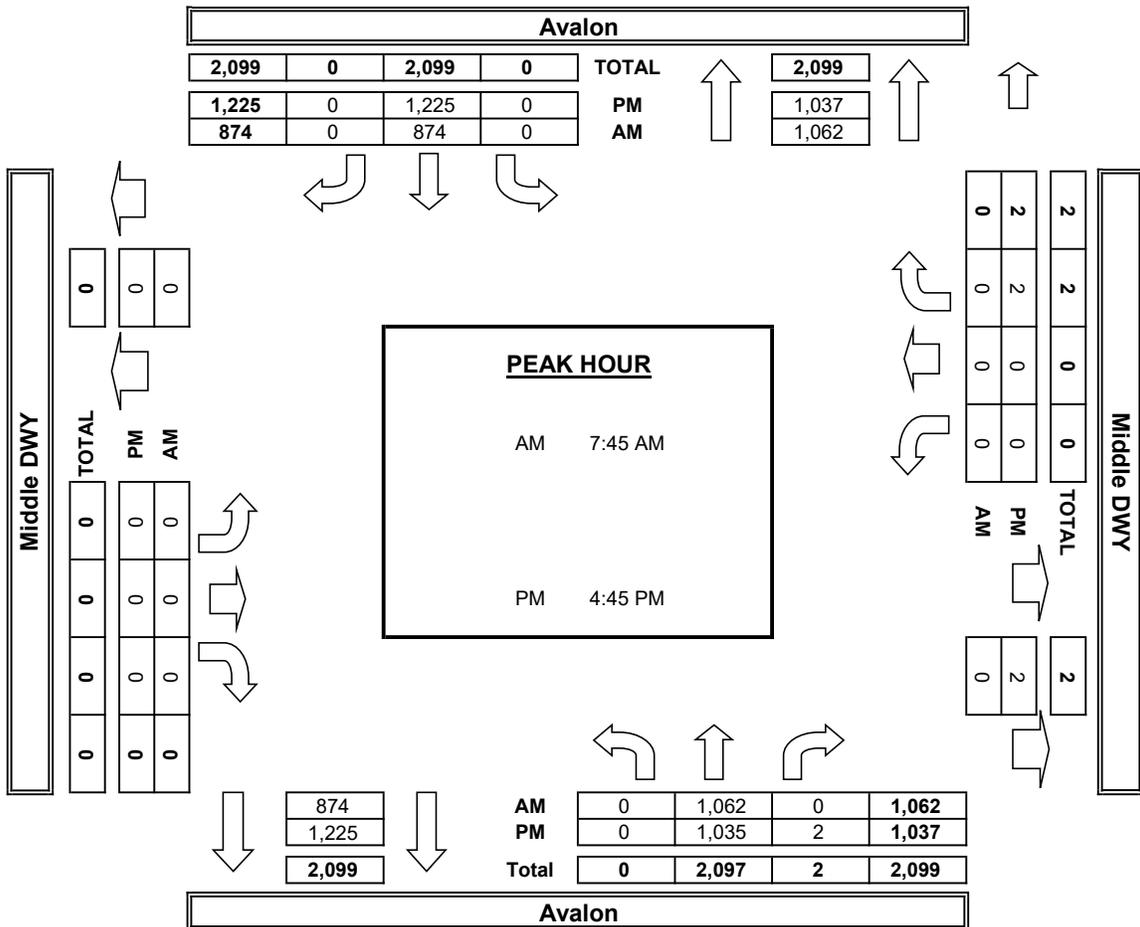 Avalon
2,099 0 2,099 0 TOTAL 2,099
1,225 0 1,225 0 PM 1,037
874 0 874 0 AM 1,062
Middle DWY
0 0 0
TOTAL PM AM
0 0 0
0 0 0
0 0 0
0 0 0
PEAK HOUR
AM 7:45 AM
PM 4:45 PM
0 2 2
0 2 2
0 0 0
0 0 0
AM PM TOTAL
0 2 2
Middle DWY
874 AM 0 1,062 0 1,062
1,225 PM 0 1,035 2 1,037
2,099 Total 0 2,097 2 2,099
Avalon